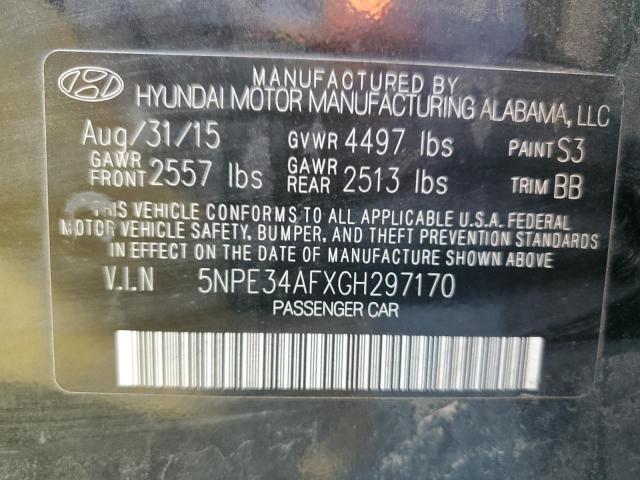 MANUFACTURED BY
HYUNDAI MOTOR MANUFACTURING ALABAMA, LLC
Aug/31/15 GVWR 4497 lbs PAINT S3
GAWR FRONT 2557 lbs GAWR REAR 2513 lbs TRIM BB
THIS VEHICLE CONFORMS TO ALL APPLICABLE U.S.A. FEDERAL
MOTOR VEHICLE SAFETY, BUMPER, AND THEFT PREVENTION STANDARDS
IN EFFECT ON THE DATE OF MANUFACTURE SHOWN ABOVE.
V.I.N 5NPE34AFXGH297170
PASSENGER CAR